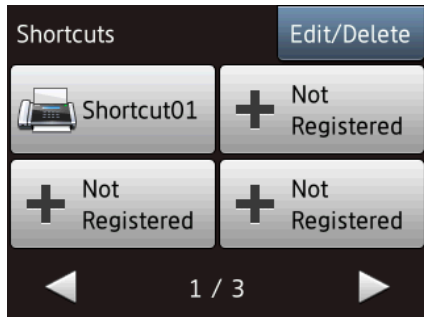 Shortcuts
Edit/Delete
Shortcut01
Not
Registered
Not
Registered
Not
Registered
1 / 3